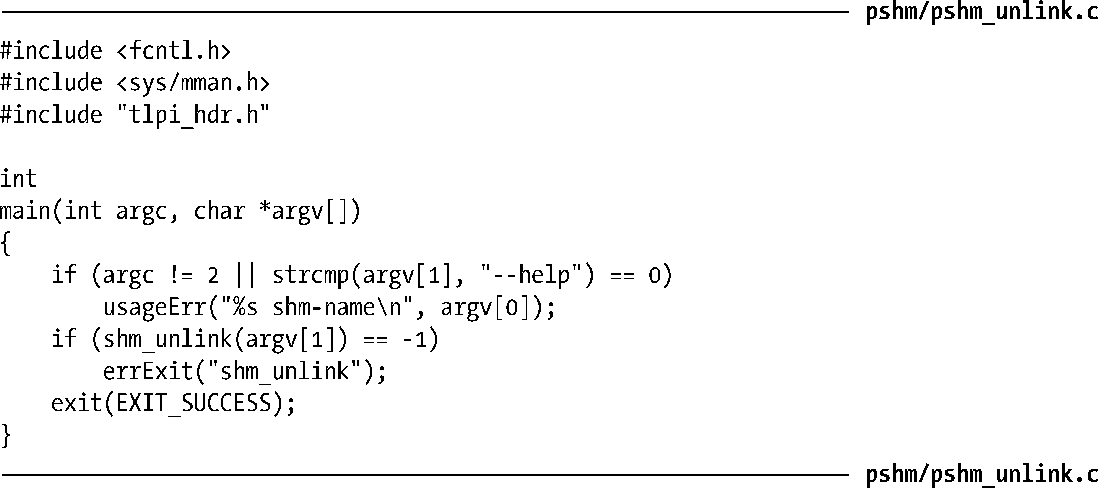 pshm/pshm_unlink.c
#include <fcntl.h>
#include <sys/mman.h>
#include "tlpi_hdr.h"

int
main(int argc, char *argv[])
{
    if (argc != 2 || strcmp(argv[1], "--help") == 0)
        usageErr("%s shm-name\n", argv[0]);
    if (shm_unlink(argv[1]) == -1)
        errExit("shm_unlink");
    exit(EXIT_SUCCESS);
}
pshm/pshm_unlink.c